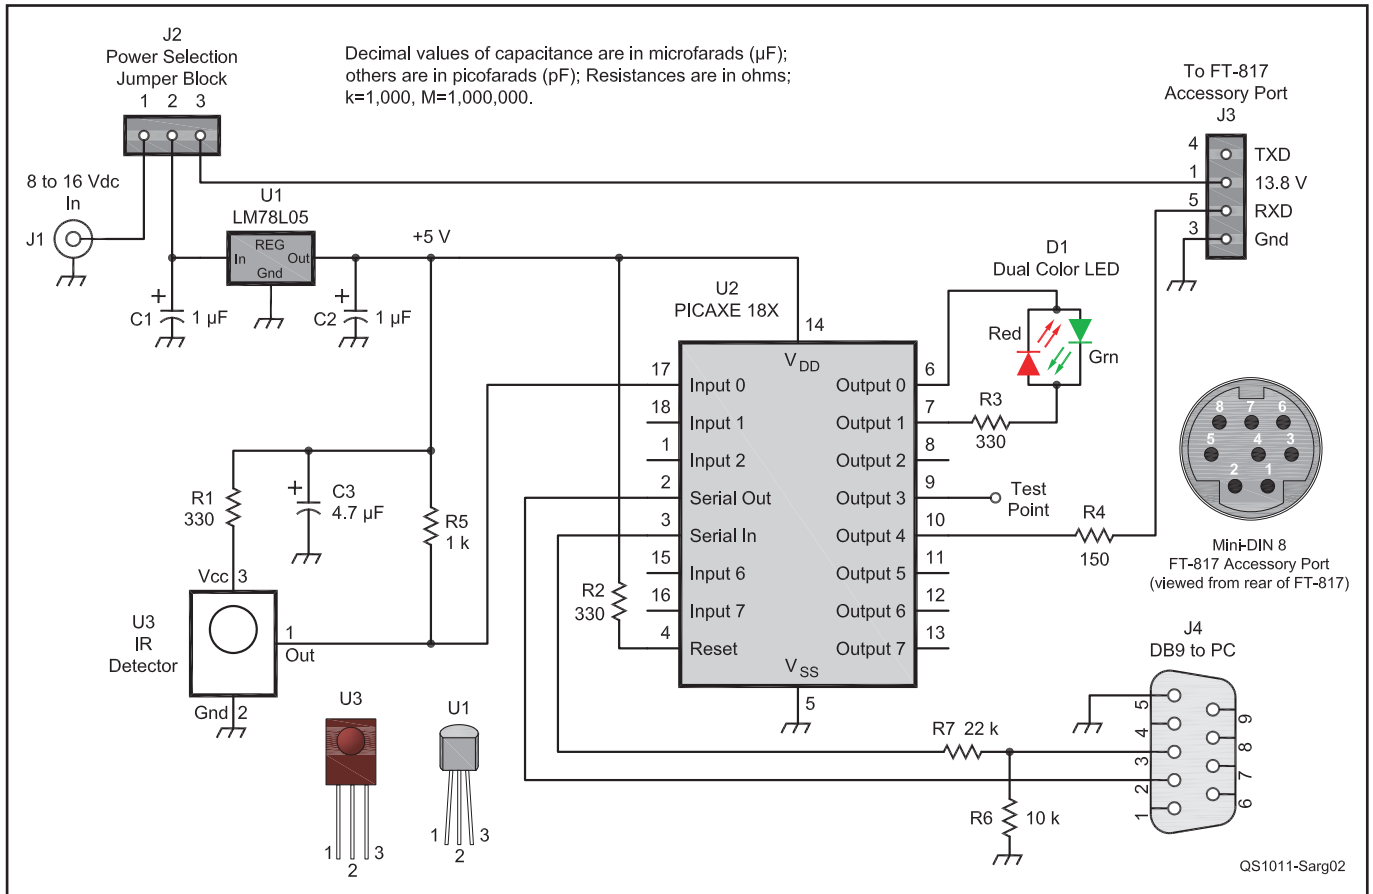 J2
Power Selection
Jumper Block
1 2 3
Decimal values of capacitance are in microfarads (µF);
others are in picofarads (pF); Resistances are in ohms;
k=1,000, M=1,000,000.
To FT-817
Accessory Port
J3
4 TXD
1 13.8 V
5 RXD
3 Gnd
8 to 16 Vdc
In
J1
U1
LM78L05
REG
In Out
Gnd
+5 V
+
C1 1 µF
+
C2 1 µF
D1
Dual Color LED
Red
Grn
U2
PICAXE 18X
14
VDD
17 Input 0
18 Input 1
1 Input 2
2 Serial Out
3 Serial In
15 Input 6
16 Input 7
4 Reset
Output 0 6
Output 1 7
Output 2 8
Output 3 9
Output 4 10
Output 5 11
Output 6 12
Output 7 13
VSS
5
R3
330
Test
Point
R4
150
8 7 6
5 4 3
2 1
Mini-DIN 8
FT-817 Accessory Port
(viewed from rear of FT-817)
R1
330
+
C3
4.7 µF
R5
1 k
R2
330
Vcc 3
U3
IR
Detector
1
Out
Gnd 2
U3
1 2 3
U1
1 2 3
J4
DB9 to PC
5
4
3
2
1
9
8
7
6
R7 22 k
R6 10 k
QS1011-Sarg02